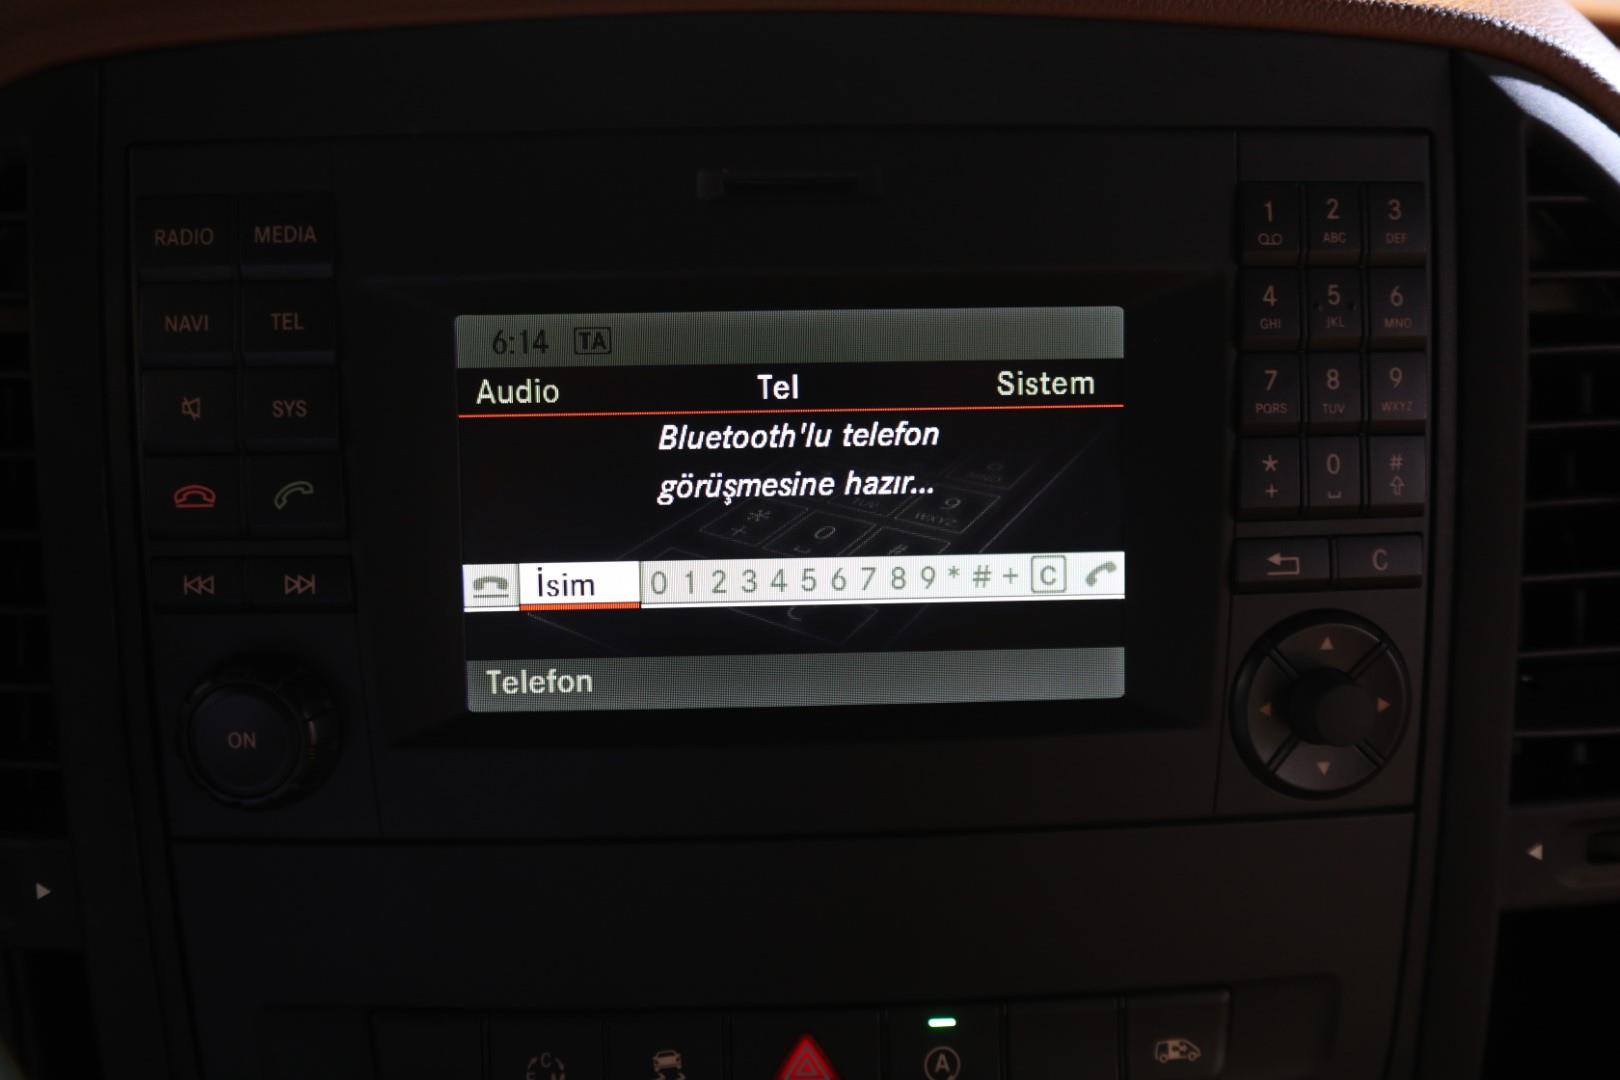 RADIO MEDIA
NAVI TEL
SYS
ON
6:14 TA
Audio Tel Sistem
Bluetooth'lu telefon
görüşmesine hazır...
İsim 0 1 2 3 4 5 6 7 8 9 * # + C
Telefon
1 2 3
ABC DEF
4 5 6
GHI JKL MNO
7 8 9
PQRS TUV WXYZ
* 0 #
+
C
A